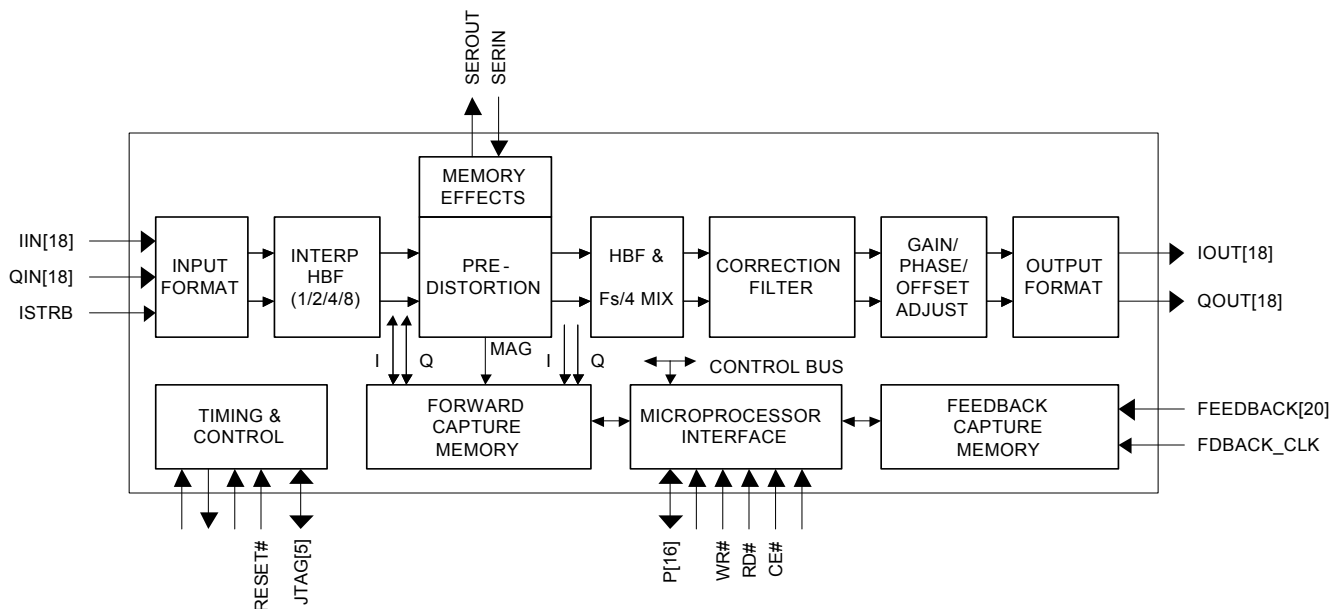 SEROUT
SERIN
MEMORY
EFFECTS
IIN[18]
QIN[18]
ISTRB
INPUT
FORMAT
INTERP
HBF
(1/2/4/8)
PRE-
DISTORTION
HBF &
Fs/4 MIX
CORRECTION
FILTER
GAIN/
PHASE/
OFFSET
ADJUST
OUTPUT
FORMAT
IOUT[18]
QOUT[18]
I
Q
MAG
I
Q
CONTROL BUS
TIMING &
CONTROL
FORWARD
CAPTURE
MEMORY
MICROPROCESSOR
INTERFACE
FEEDBACK
CAPTURE
MEMORY
FEEDBACK[20]
FDBACK_CLK
RESET#
JTAG[5]
P[16]
WR#
RD#
CE#